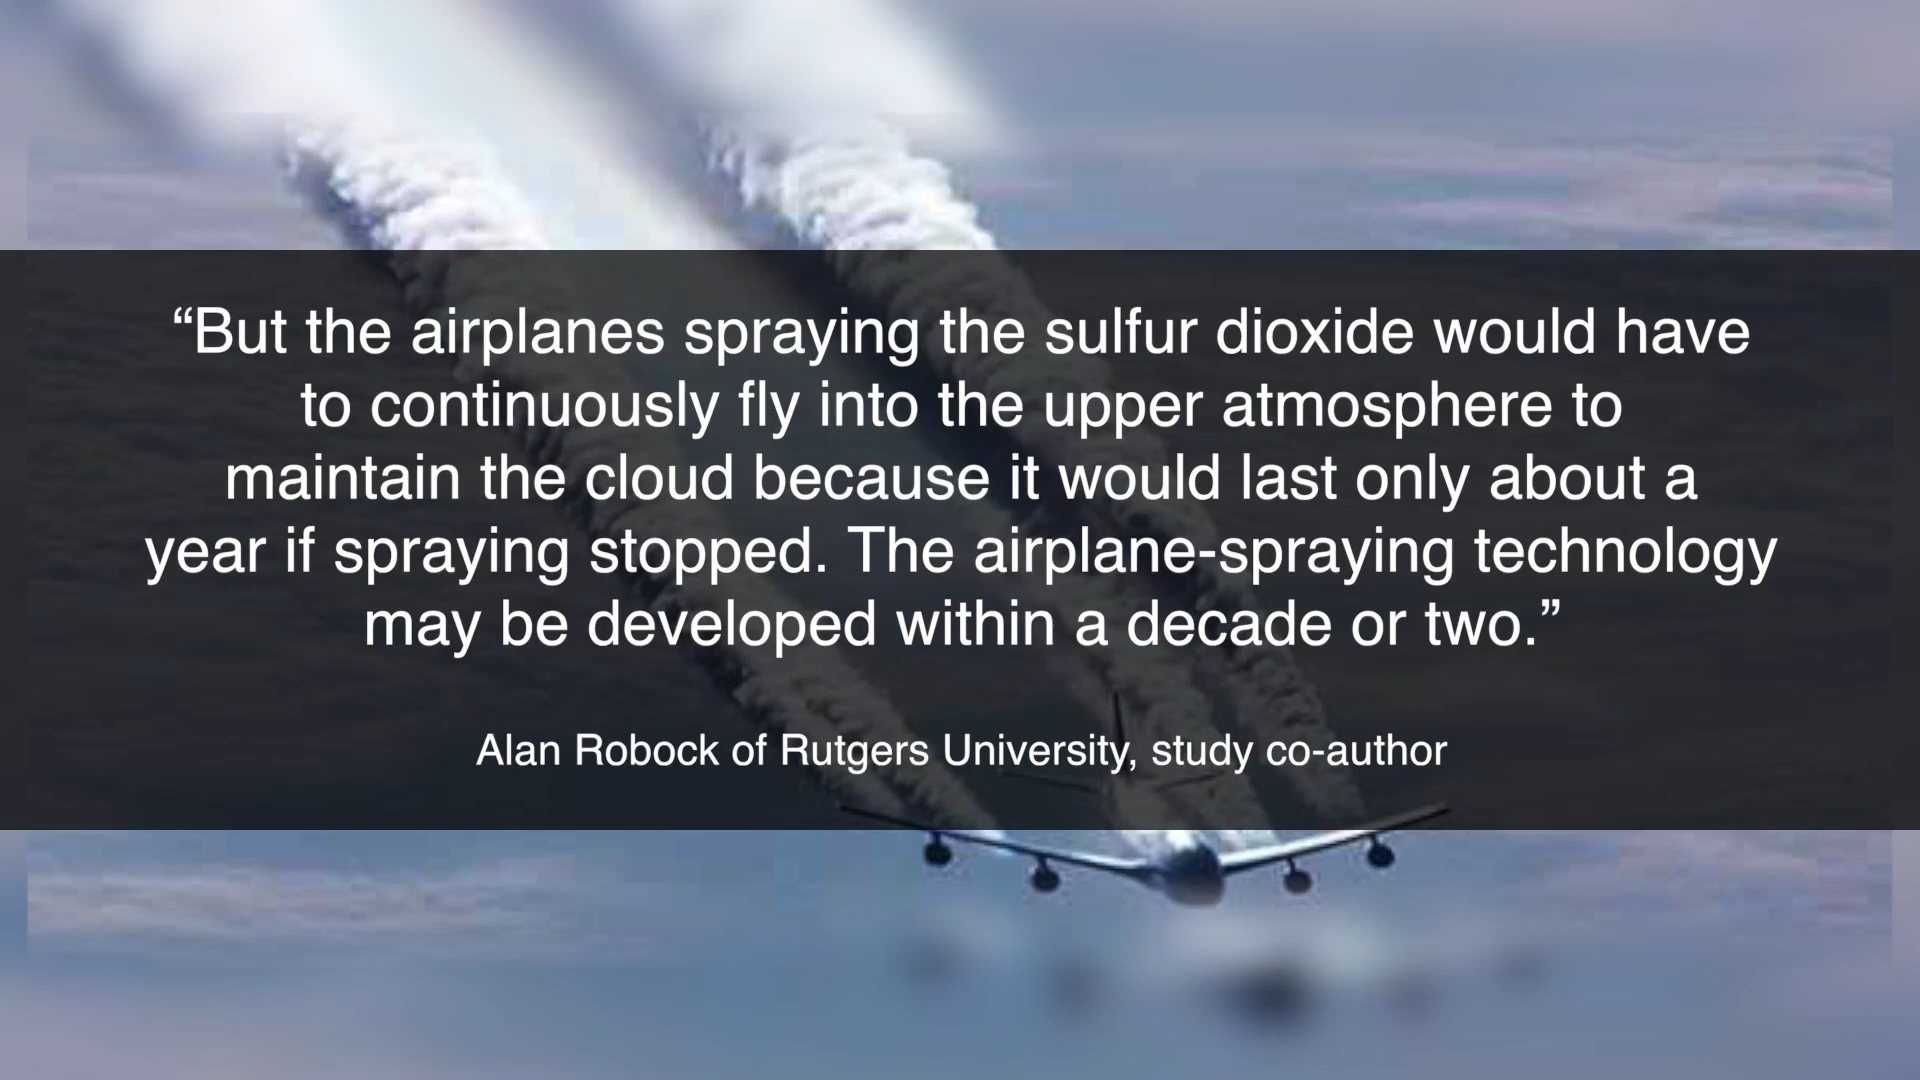 “But the airplanes spraying the sulfur dioxide would have
to continuously fly into the upper atmosphere to
maintain the cloud because it would last only about a
year if spraying stopped. The airplane-spraying technology
may be developed within a decade or two.”
Alan Robock of Rutgers University, study co-author